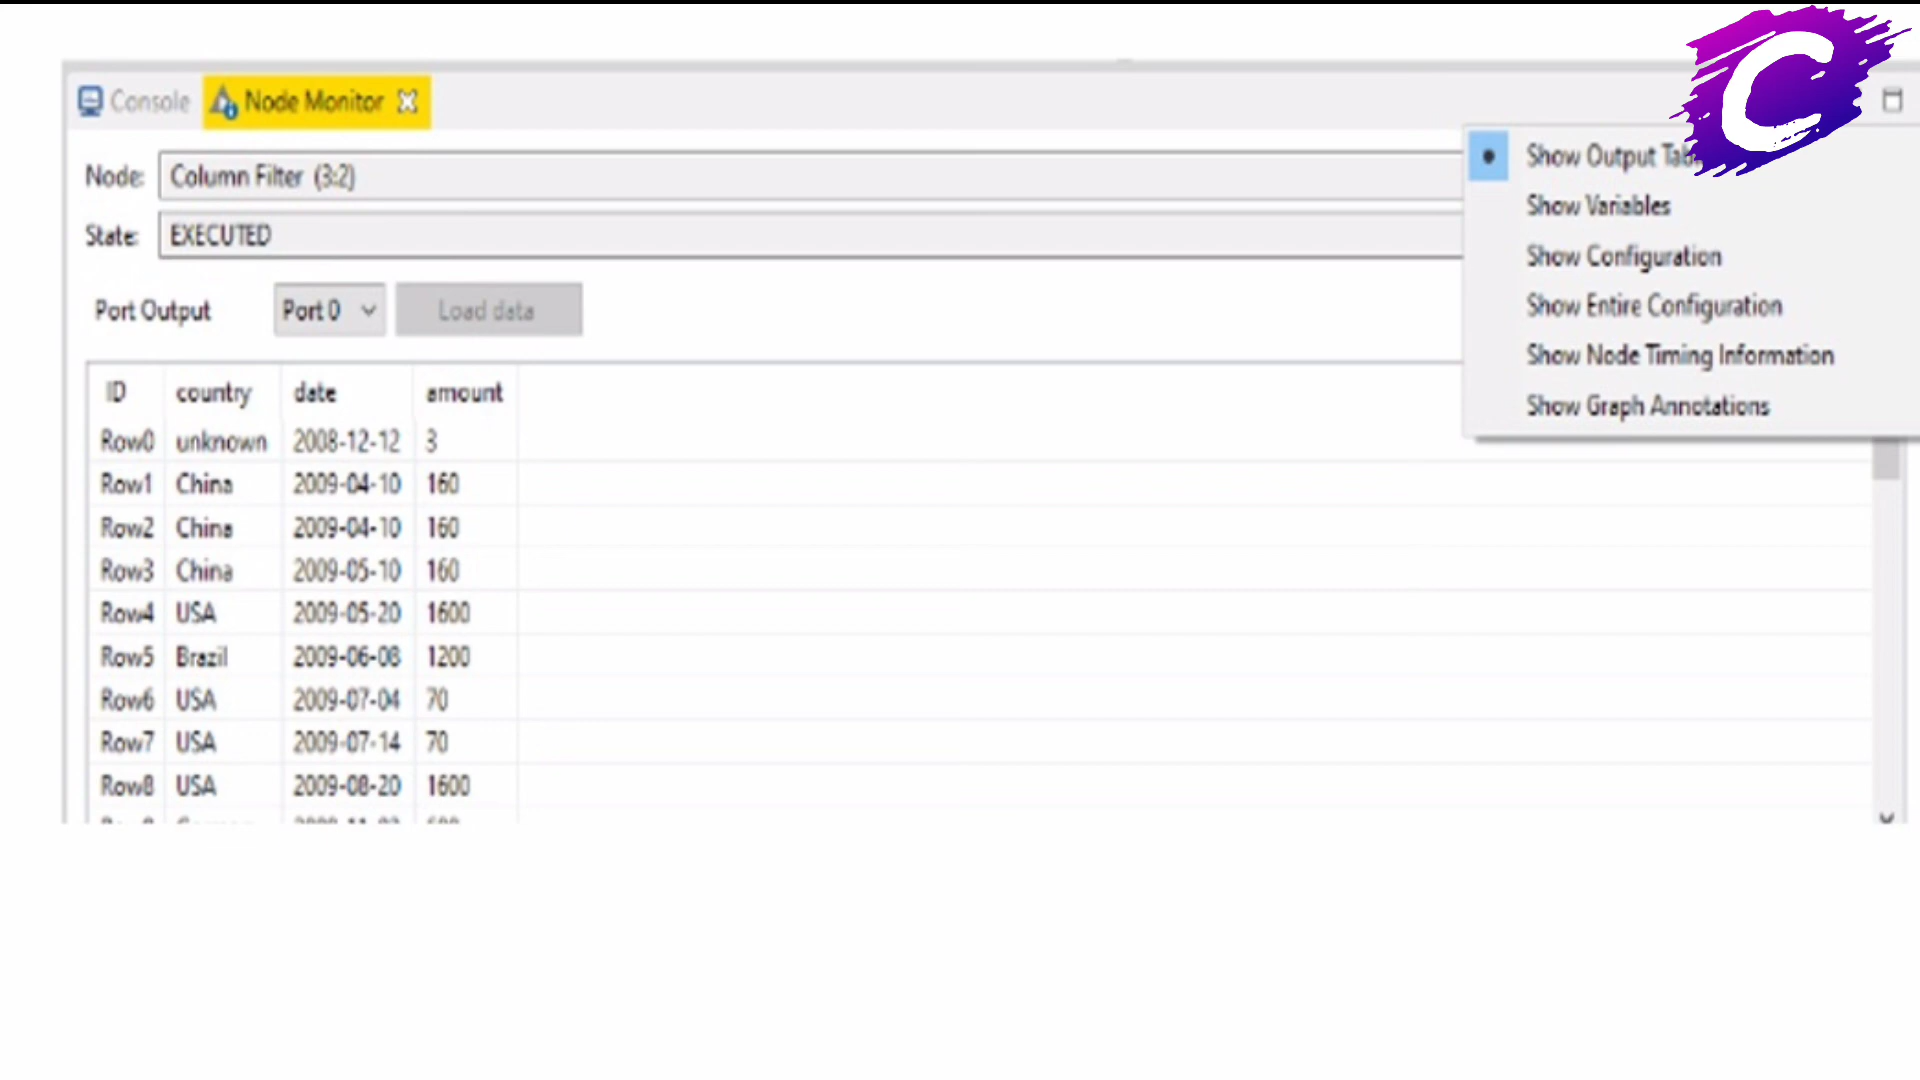 Console Node Monitor
Node: Column Filter (3:2)
State: EXECUTED
Port Output Port 0 Load data
ID country date amount
Row0 unknown 2008-12-12 3
Row1 China 2009-04-10 160
Row2 China 2009-04-10 160
Row3 China 2009-05-10 160
Row4 USA 2009-05-20 1600
Row5 Brazil 2009-06-08 1200
Row6 USA 2009-07-04 70
Row7 USA 2009-07-14 70
Row8 USA 2009-08-20 1600
C
Show Output
Show Variables
Show Configuration
Show Entire Configuration
Show Node Timing Information
Show Graph Annotations